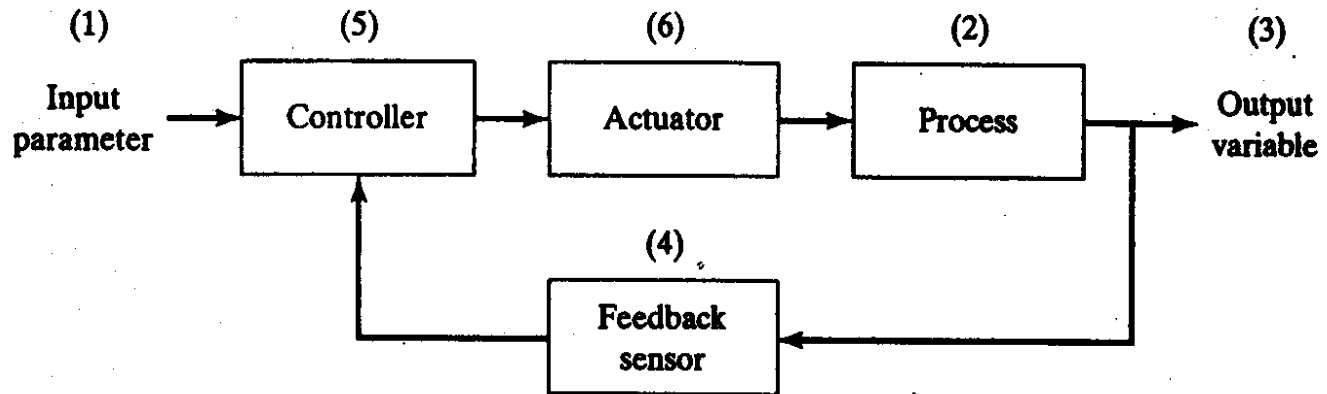 (1)
(5)
(6)
(2)
(3)
Input
parameter
Controller
Actuator
Process
Output
variable
(4)
Feedback
sensor